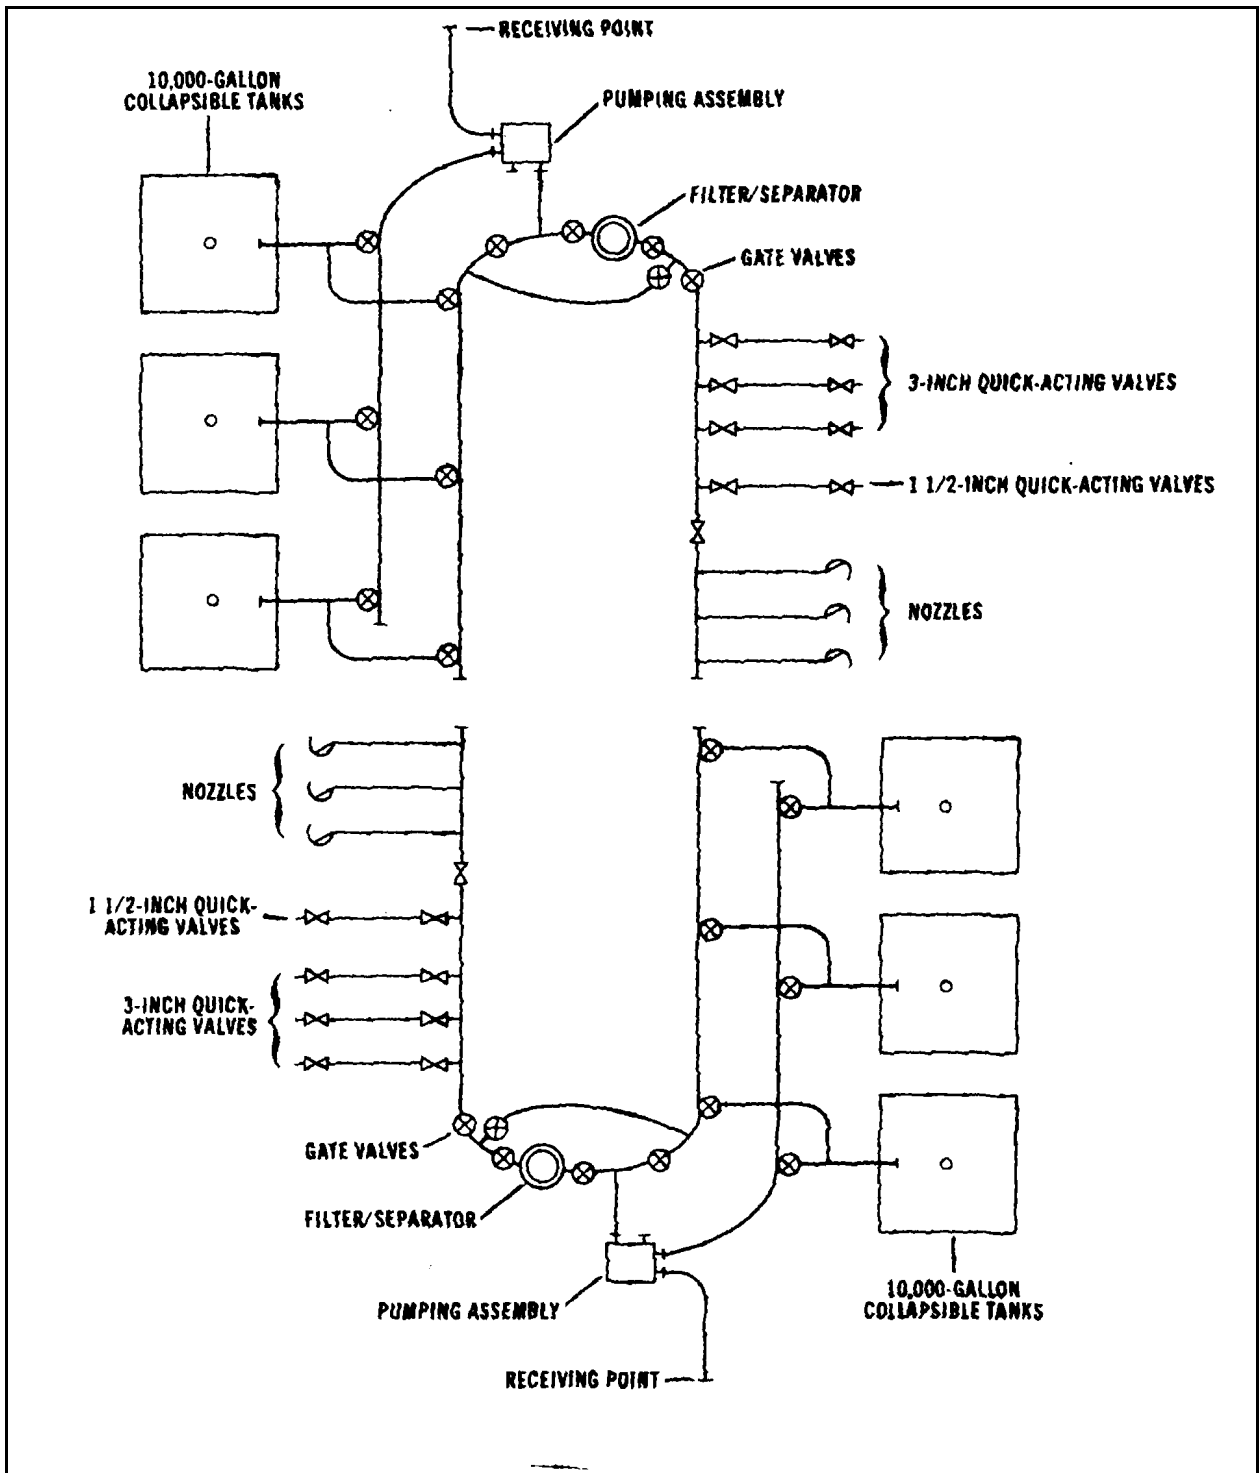 RECEIVING POINT
10,000-GALLON
COLLAPSIBLE TANKS
PUMPING ASSEMBLY
FILTER/SEPARATOR
GATE VALVES
3-INCH QUICK-ACTING VALVES
1 1/2-INCH QUICK-ACTING VALVES
NOZZLES
NOZZLES
1 1/2-INCH QUICK-
ACTING VALVES
3-INCH QUICK-
ACTING VALVES
GATE VALVES
FILTER/SEPARATOR
PUMPING ASSEMBLY
10,000-GALLON
COLLAPSIBLE TANKS
RECEIVING POINT